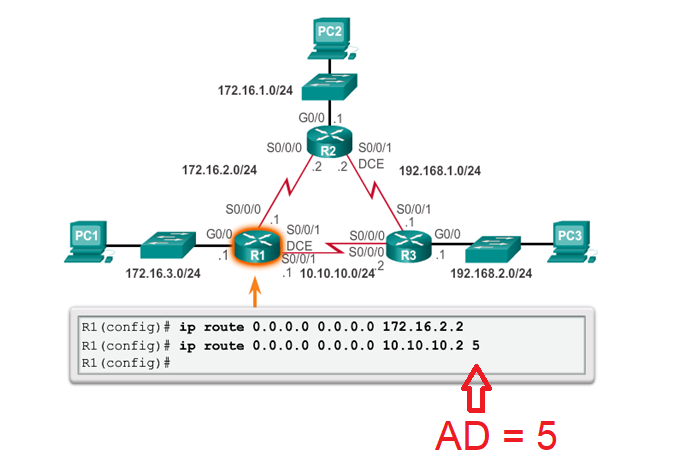 PC2
172.16.1.0/24
G0/0 .1
S0/0/0 R2 S0/0/1
DCE
172.16.2.0/24 .2 .2 192.168.1.0/24
S0/0/0 .1 S0/0/1 .1
PC1 G0/0 .1 R1 S0/0/1 DCE S0/0/0 R3 G0/0 .1 PC3
S0/0/1
172.16.3.0/24 .1 10.10.10.0/24 .2 192.168.2.0/24
R1(config)# ip route 0.0.0.0 0.0.0.0 172.16.2.2
R1(config)# ip route 0.0.0.0 0.0.0.0 10.10.10.2 5
R1(config)#
AD = 5